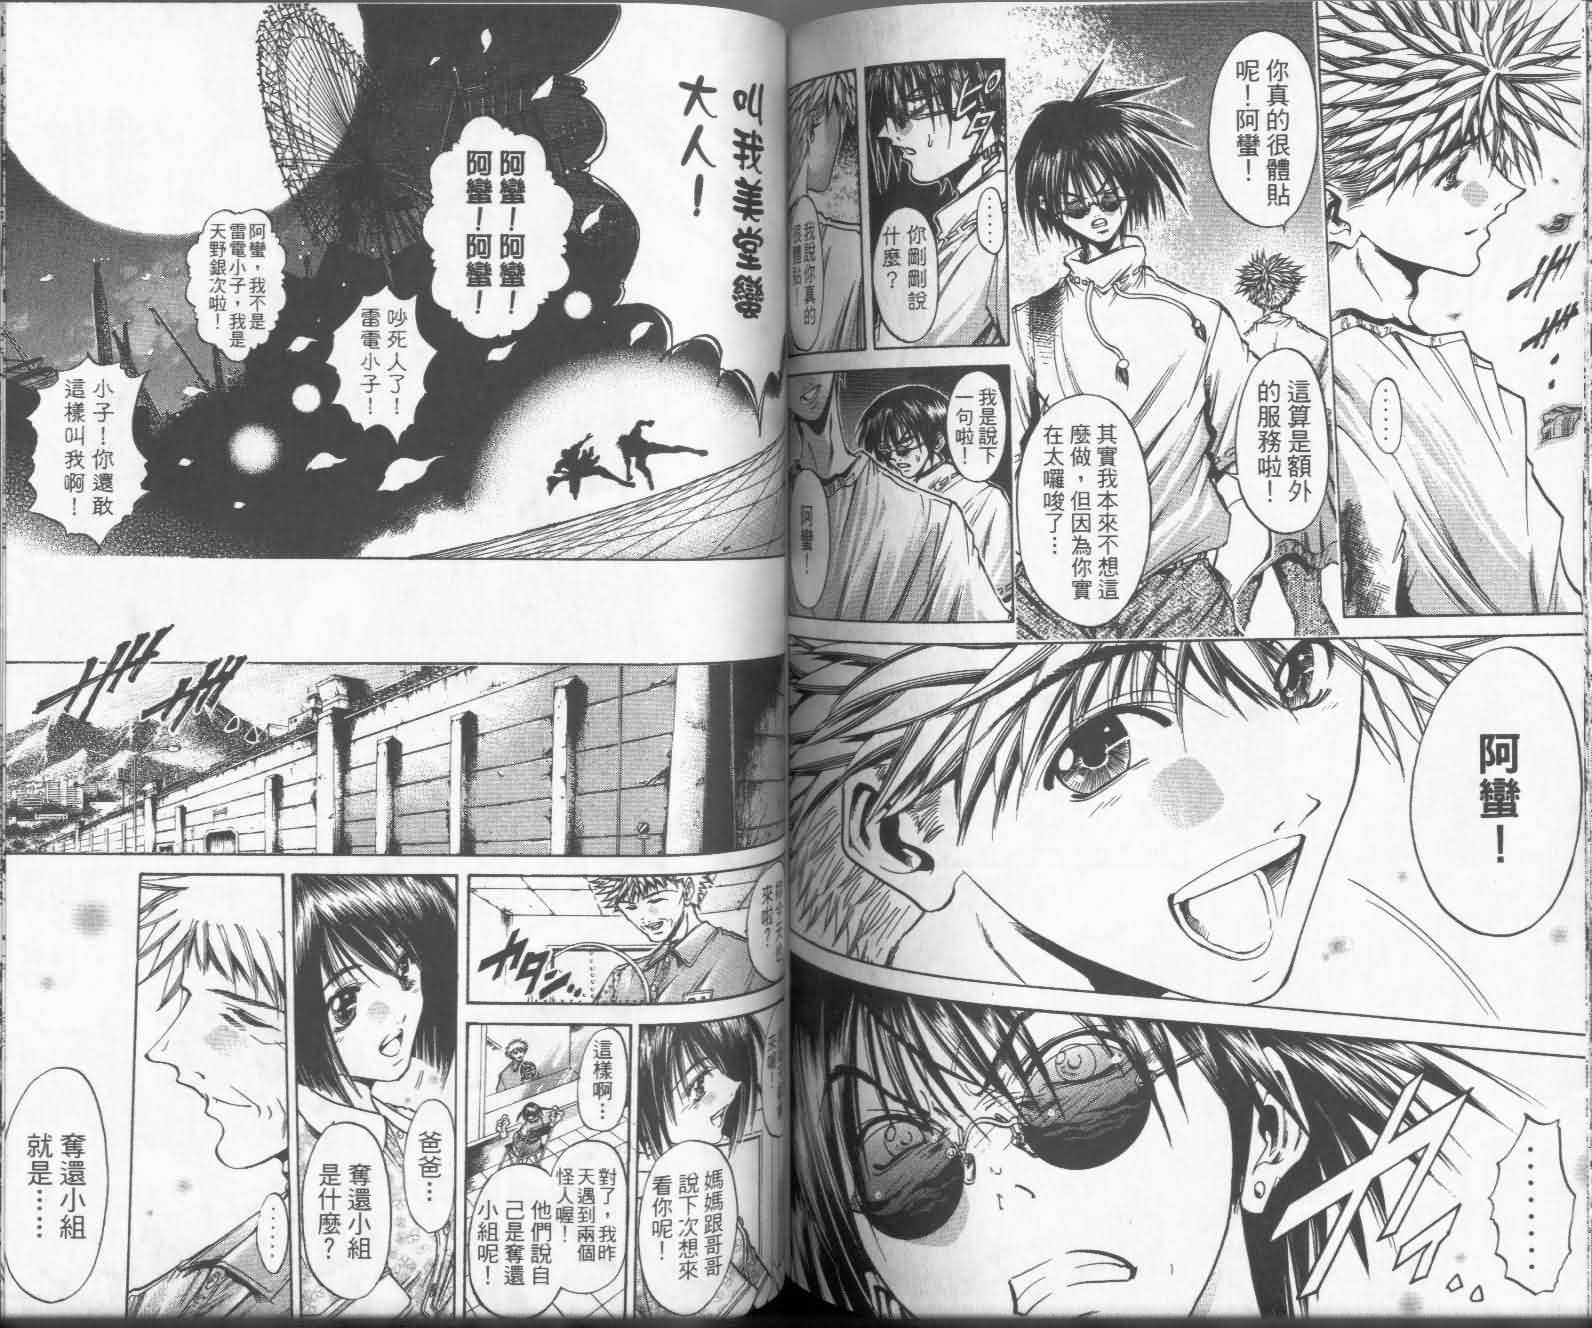 你真的很體貼
呢！阿蠻！
……
這算是額外
的服務啦！
其實我本來不想這
麼做，但因為你實
在太囉唆了…
ピタ
……
你剛剛說
什麼？
我說你真的
很體貼！
我是說下
一句啦！
阿蠻！
阿蠻！
………
叫我美堂蠻
大人！
阿蠻！阿蠻！
阿蠻！阿蠻！
吵死人了！
雷電小子！
阿蠻，我不是
雷電小子，我是
天野銀次啦！
小子！你還敢
這樣叫我啊！
來啦？
カタン…
媽媽跟哥哥
說下次想來
看你呢！
這樣啊…
對了，我昨
天遇到兩個
怪人喔！
他們說自
己是奪還
小組呢！
爸爸…
奪還小組
是什麼？
……
奪還小組
就是……